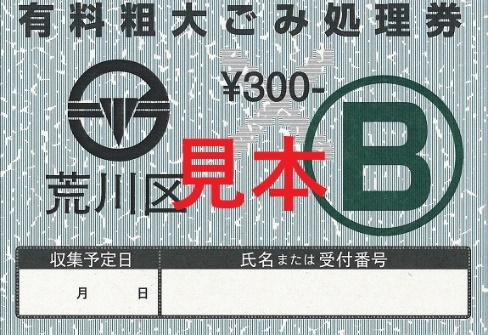 有料粗大ごみ処理券
¥300-
B
荒川区
見本
収集予定日 氏名または受付番号
月 日